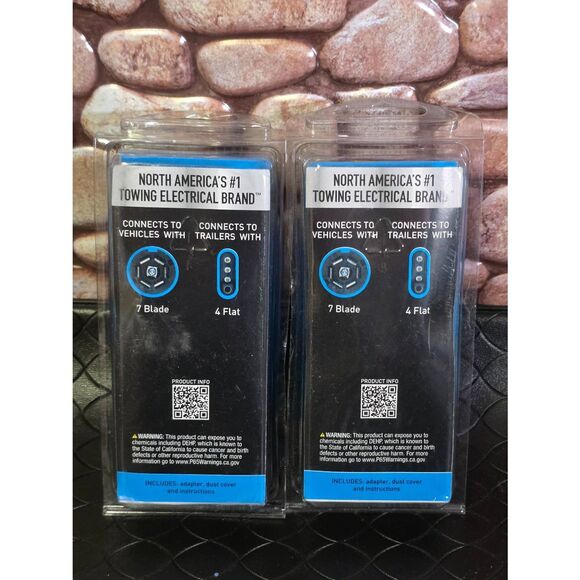 NORTH AMERICA'S #1
TOWING ELECTRICAL BRAND™
CONNECTS TO
VEHICLES WITH
CONNECTS TO
TRAILERS WITH
7 Blade
4 Flat
PRODUCT INFO
⚠WARNING: This product can expose you to
chemicals including DEHP, which is known to
the State of California to cause cancer and birth
defects or other reproductive harm. For more
information go to www.P65Warnings.ca.gov
INCLUDES: adapter, dust cover
and instructions
NORTH AMERICA'S #1
TOWING ELECTRICAL BRAND™
CONNECTS TO
VEHICLES WITH
CONNECTS TO
TRAILERS WITH
7 Blade
4 Flat
PRODUCT INFO
⚠WARNING: This product can expose you to
chemicals including DEHP, which is known to
the State of California to cause cancer and birth
defects or other reproductive harm. For more
information go to www.P65Warnings.ca.gov
INCLUDES: adapter, dust cover
and instructions